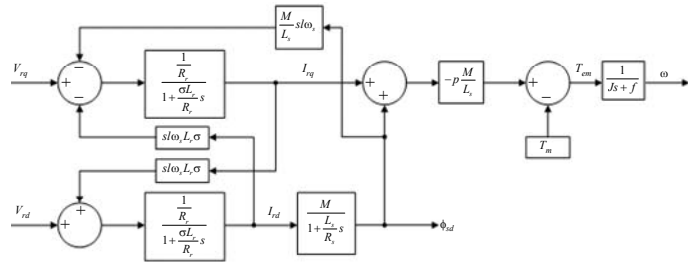 M
L_s
slω_s
−
V_rq
+
−
1
R_r
1+
σL_r
R_r
s
I_rq
+
+
−p
M
L_s
+
−
T_em
1
Js + f
ω
T_m
slω_s L_r σ
slω_s L_r σ
V_rd
+
+
1
R_r
1+
σL_r
R_r
s
I_rd
M
1+
L_s
R_s
s
ϕ_sd